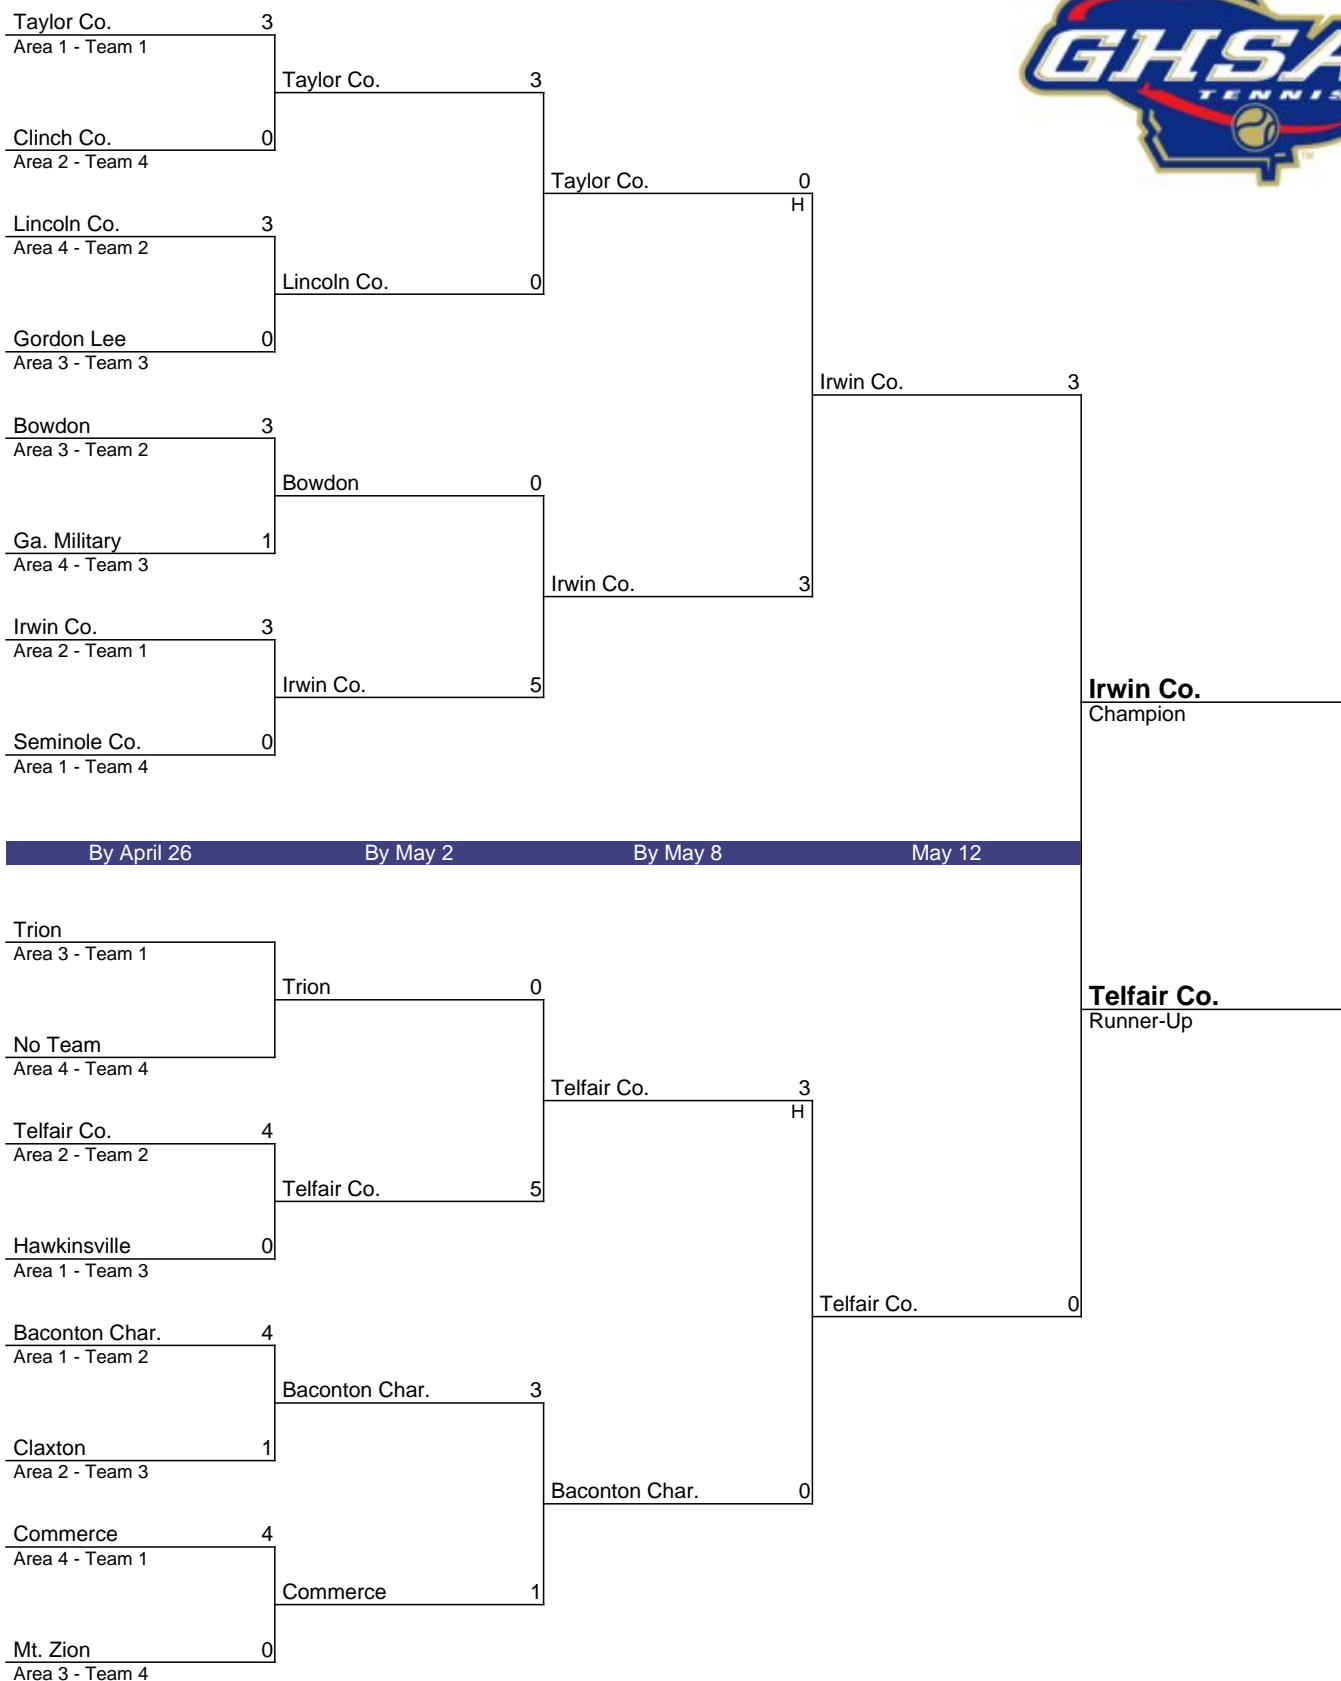 GHSA
TENNIS
Taylor Co. 3
Area 1 - Team 1
Taylor Co. 3
Clinch Co. 0
Area 2 - Team 4
Taylor Co. 0
H
Lincoln Co. 3
Area 4 - Team 2
Lincoln Co. 0
Gordon Lee 0
Area 3 - Team 3
Irwin Co. 3
Bowdon 3
Area 3 - Team 2
Bowdon 0
Ga. Military 1
Area 4 - Team 3
Irwin Co. 3
Irwin Co. 3
Area 2 - Team 1
Irwin Co. 5
Irwin Co.
Champion
Seminole Co. 0
Area 1 - Team 4
By April 26 By May 2 By May 8 May 12
Trion
Area 3 - Team 1
Trion 0
Telfair Co.
Runner-Up
No Team
Area 4 - Team 4
Telfair Co. 3
H
Telfair Co. 4
Area 2 - Team 2
Telfair Co. 5
Hawkinsville 0
Area 1 - Team 3
Telfair Co. 0
Baconton Char. 4
Area 1 - Team 2
Baconton Char. 3
Claxton 1
Area 2 - Team 3
Baconton Char. 0
Commerce 4
Area 4 - Team 1
Commerce 1
Mt. Zion 0
Area 3 - Team 4